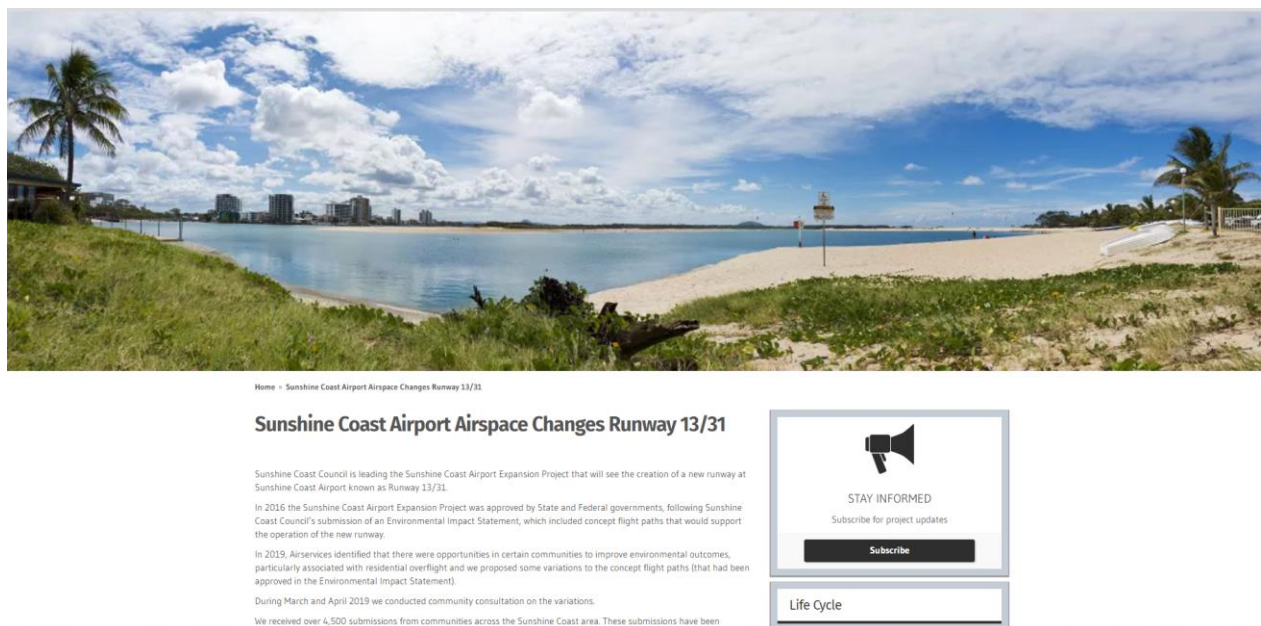 Home » Sunshine Coast Airport Airspace Changes Runway 13/31
Sunshine Coast Airport Airspace Changes Runway 13/31
Sunshine Coast Council is leading the Sunshine Coast Airport Expansion Project that will see the creation of a new runway at
Sunshine Coast Airport known as Runway 13/31.
In 2016 the Sunshine Coast Airport Expansion Project was approved by State and Federal governments, following Sunshine
Coast Council's submission of an Environmental Impact Statement, which included concept flight paths that would support
the operation of the new runway.
In 2019, Airservices identified that there were opportunities in certain communities to improve environmental outcomes,
particularly associated with residential overflight and we proposed some variations to the concept flight paths (that had been
approved in the Environmental Impact Statement).
During March and April 2019 we conducted community consultation on the variations.
We received over 4,500 submissions from communities across the Sunshine Coast area. These submissions have been
STAY INFORMED
Subscribe for project updates
Subscribe
Life Cycle